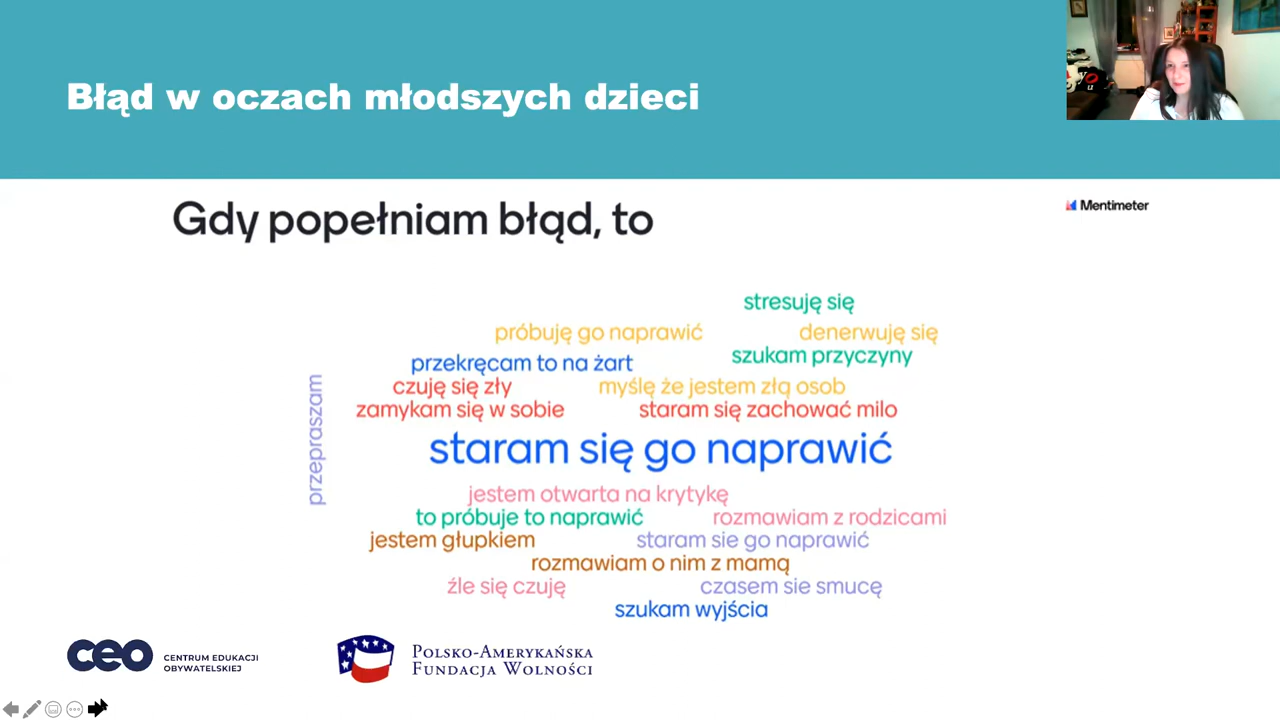 Błąd w oczach młodszych dzieci
Gdy popełniam błąd, to
Mentimeter
stresuję się
próbuję go naprawić
denerwuję się
szukam przyczyny
przekręcam to na żart
czuję się zły
myślę że jestem złą osob
zamykam się w sobie
staram się zachować milo
przepraszam
staram się go naprawić
jestem otwarta na krytykę
to próbuje to naprawić
rozmawiam z rodzicami
jestem głupkiem
staram sie go naprawić
rozmawiam o nim z mamą
źle się czuję
czasem sie smucę
szukam wyjścia
ceo
CENTRUM EDUKACJI
OBYWATELSKIEJ
POLSKO-AMERYKAŃSKA
FUNDACJA WOLNOŚCI